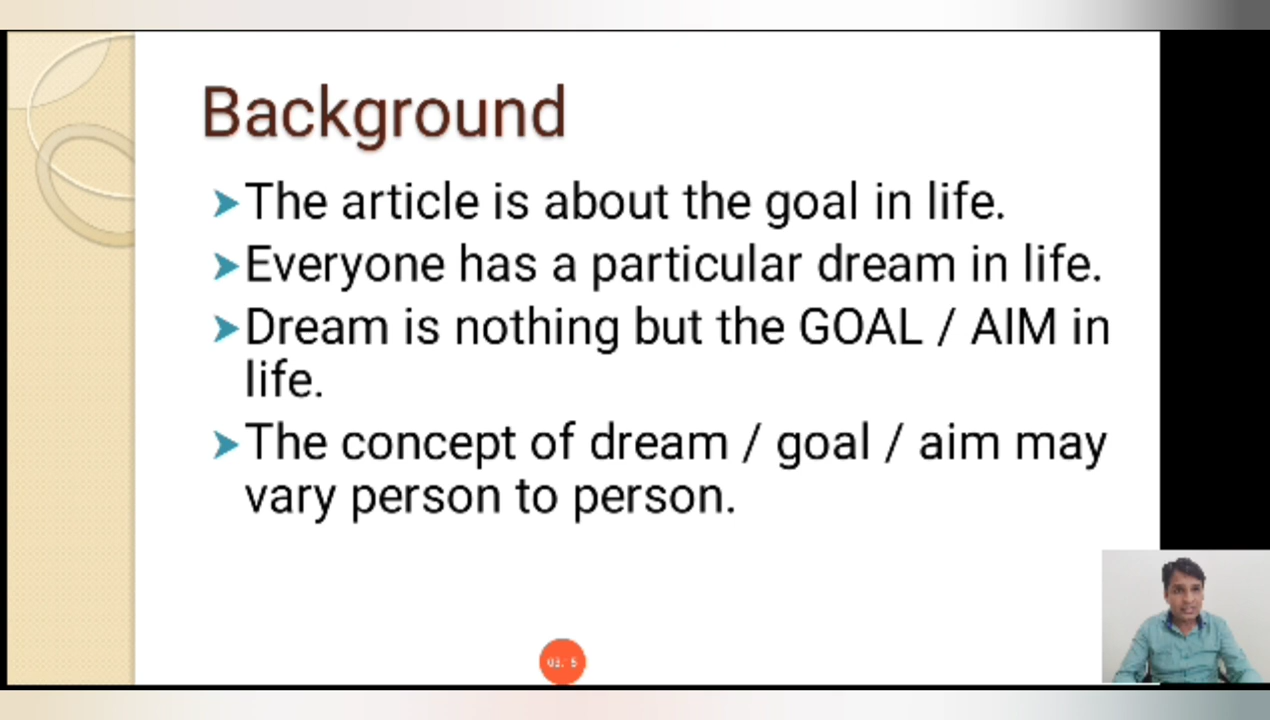 Background
The article is about the goal in life.
Everyone has a particular dream in life.
Dream is nothing but the GOAL / AIM in
life.
The concept of dream / goal / aim may
vary person to person.